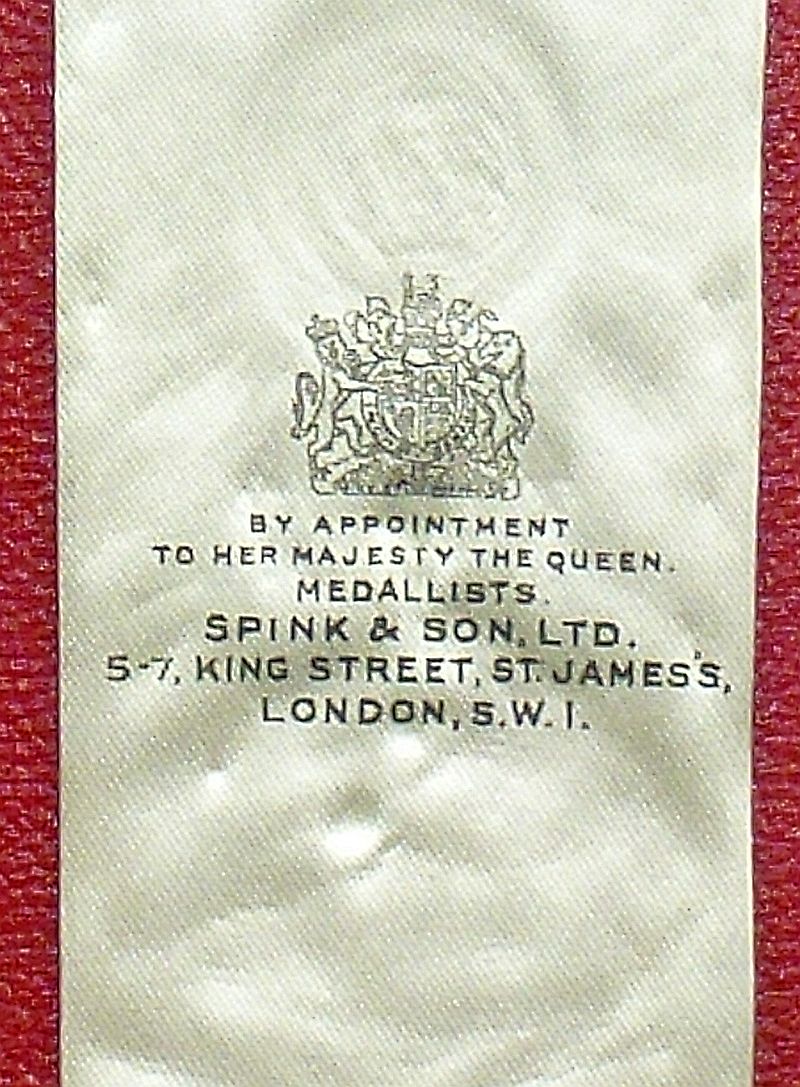 BY APPOINTMENT
TO HER MAJESTY THE QUEEN.
MEDALLISTS.
SPINK & SON, LTD.
5-7, KING STREET, ST. JAMES'S,
LONDON, S.W.1.